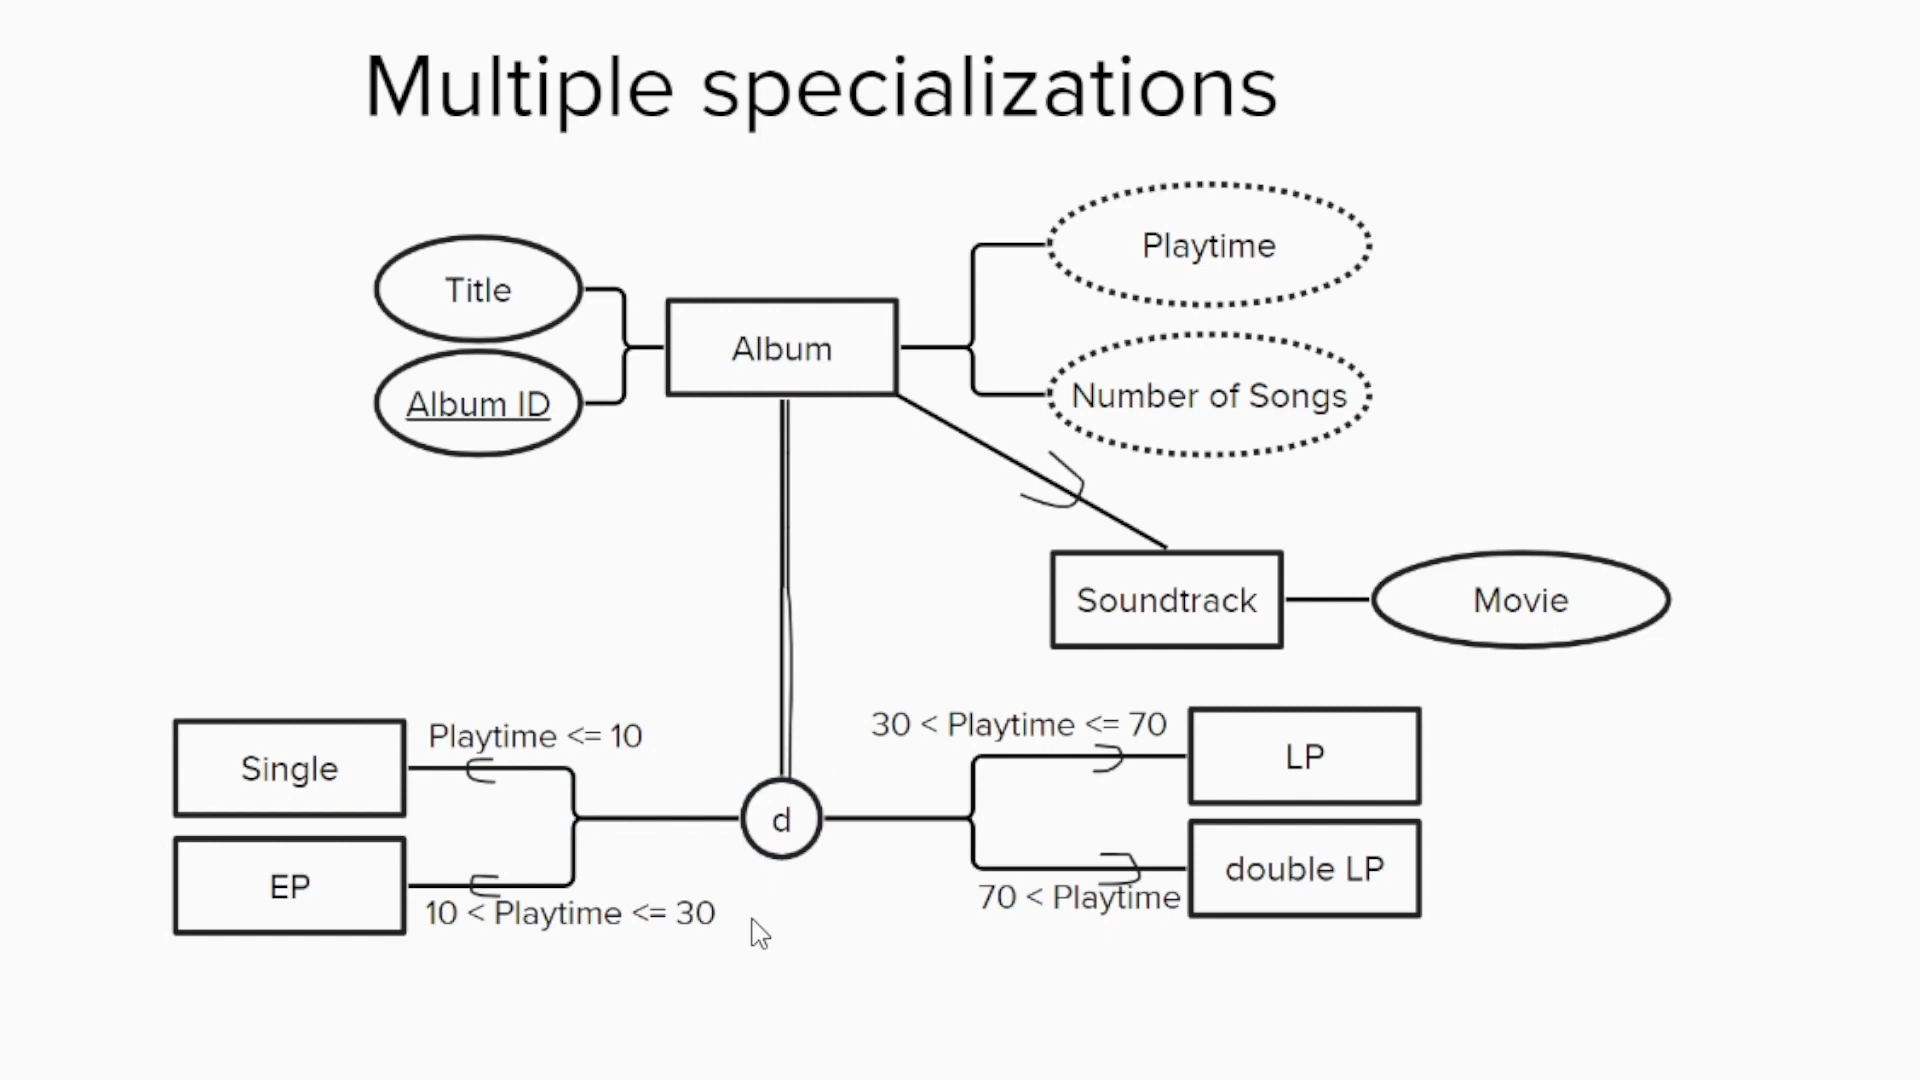 Multiple specializations
Playtime
Title
Album
Album ID
Number of Songs
Soundtrack
Movie
Playtime <= 10
30 < Playtime <= 70
Single
LP
d
EP
double LP
10 < Playtime <= 30
70 < Playtime